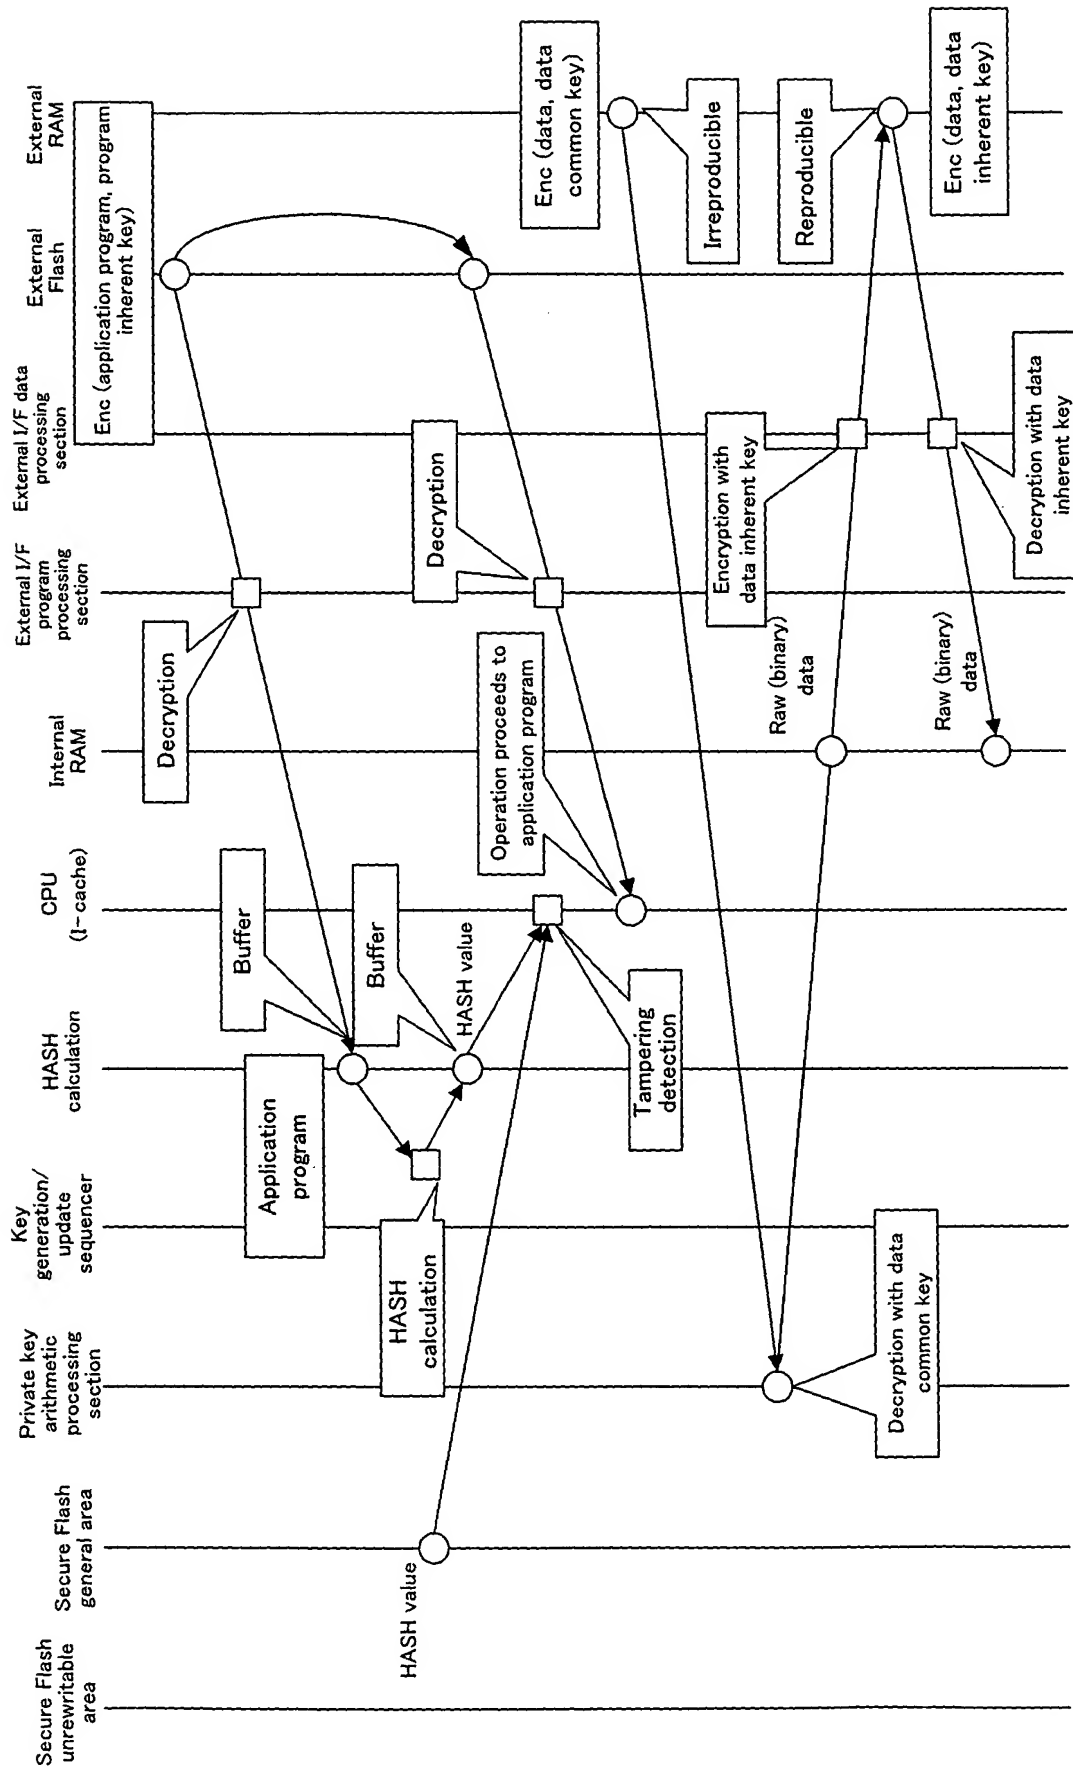 Secure Flash
unrewritable
area
Secure Flash
general area
Private key
arithmetic
processing
section
Key
generation/
update
sequencer
HASH
calculation
CPU
(I-cache)
Internal
RAM
External I/F
program
processing
section
External I/F data
processing
section
External
Flash
External
RAM
Enc (application program, program
inherent key)
Decryption
Buffer
Application
program
Buffer
HASH
calculation
HASH value
HASH value
Decryption
Operation proceeds to
application program
Tampering
detection
Enc (data, data
common key)
Irreproducible
Reproducible
Encryption with
data inherent key
Raw (binary)
data
Decryption with data
common key
Enc (data, data
inherent key)
Raw (binary)
data
Decryption with data
inherent key